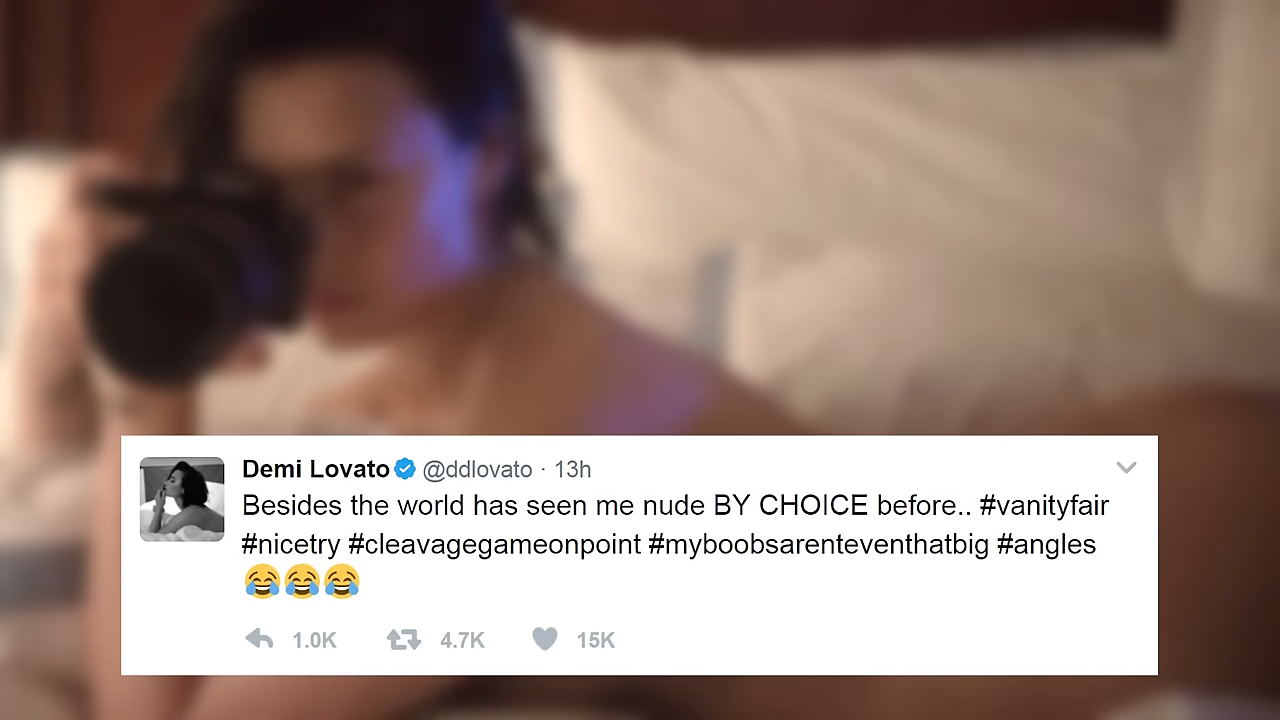 Demi Lovato @ddlovato · 13h
Besides the world has seen me nude BY CHOICE before.. #vanityfair
#nicetry #cleavagegameonpoint #myboobsarenteventhatbig #angles
😂😂😂
1.0K 4.7K 15K